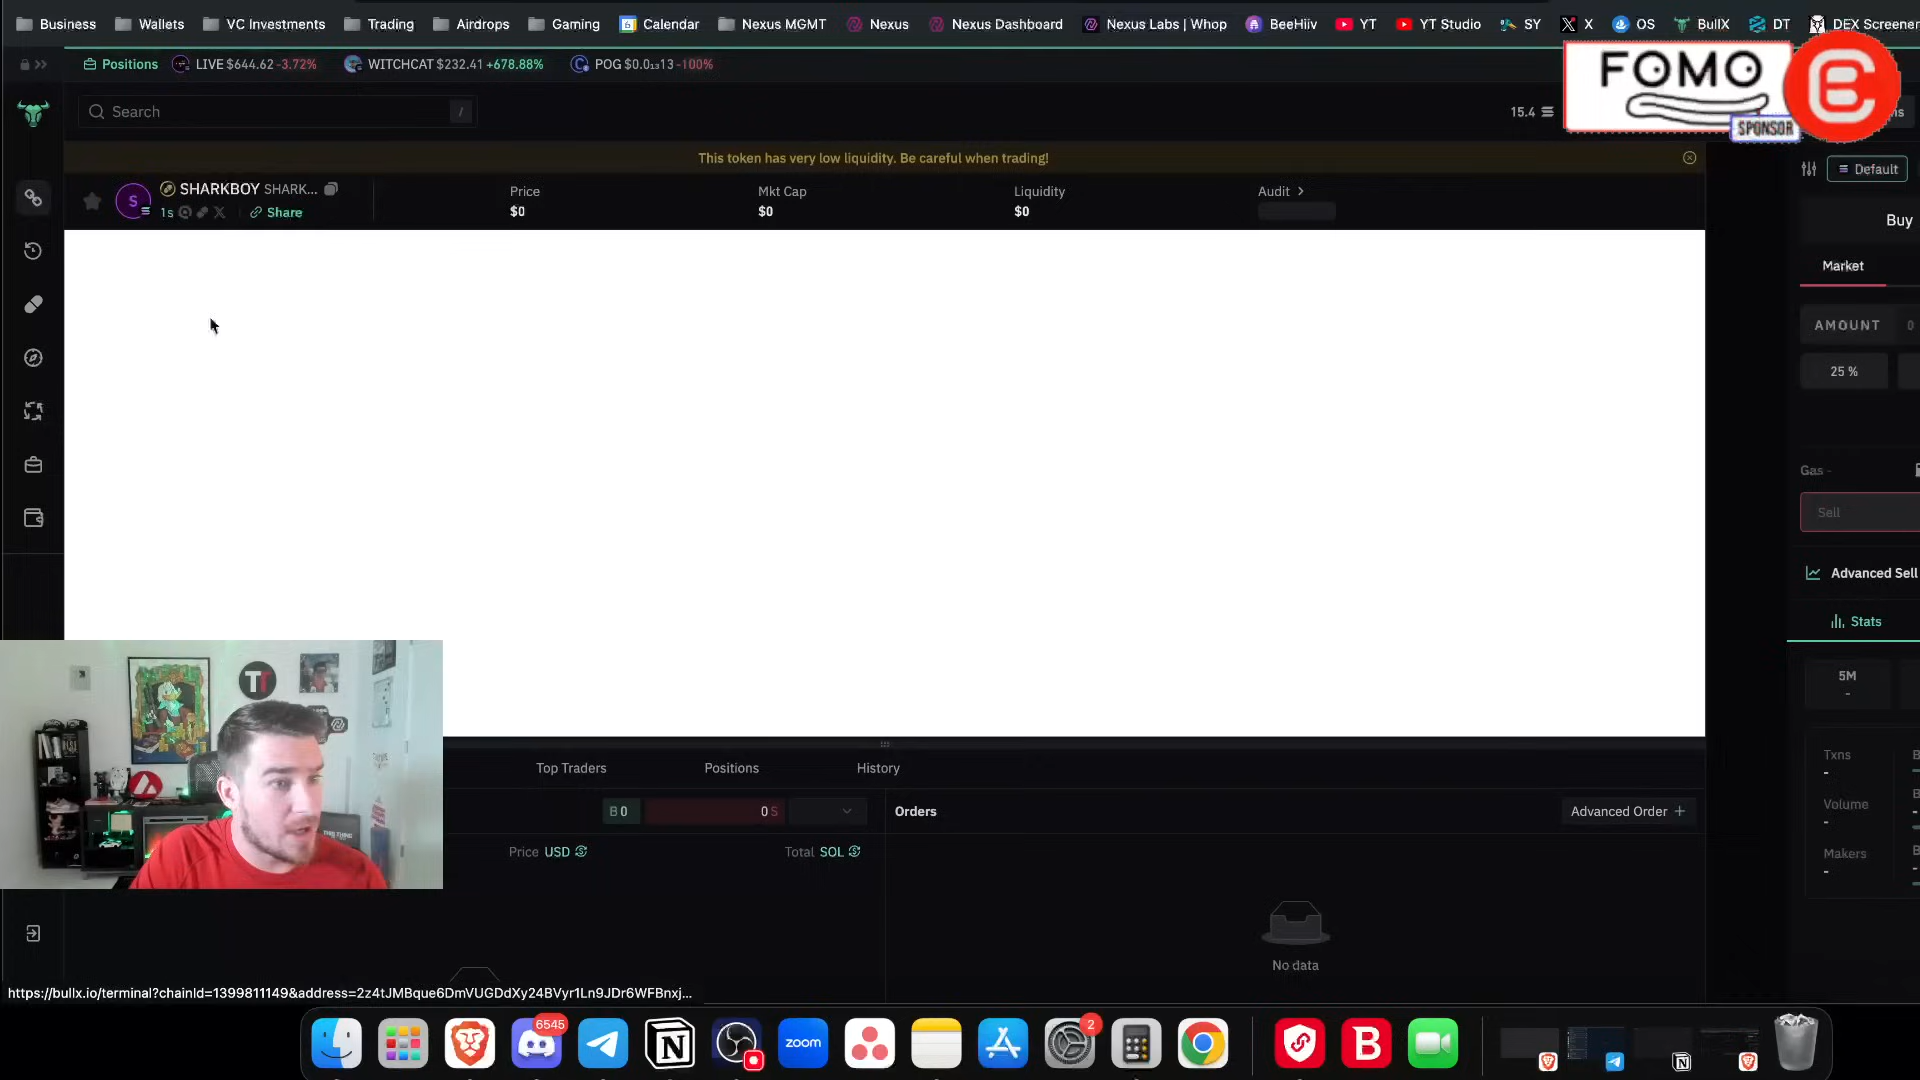 Business Wallets VC Investments Trading Airdrops Gaming Calendar Nexus MGMT Nexus Nexus Dashboard Nexus Labs | Whop BeeHiiv YT YT Studio SY X OS BullX DT DEX Screener
Positions LIVE $644.62 -3.72% WITCHCAT $232.41 +678.88% POG $0.0₁₃13 -100%
FOMO
SPONSOR
Search /
15.4
This token has very low liquidity. Be careful when trading!
Default
SHARKBOY SHARK...
S
1s Share
Price
$0
Mkt Cap
$0
Liquidity
$0
Audit
Buy
Market
AMOUNT 0
25 %
Gas -
Sell
Advanced Sell
Stats
5M
-
Txns
-
Volume
-
Makers
-
Top Traders Positions History
B 0 0 S
Orders
Advanced Order +
Price USD
Total SOL
No data
https://bullx.io/terminal?chainId=1399811149&address=2z4tJMBque6DmVUGDdXy24BVyr1Ln9JDr6WFBnxj...
6545
2
zoom